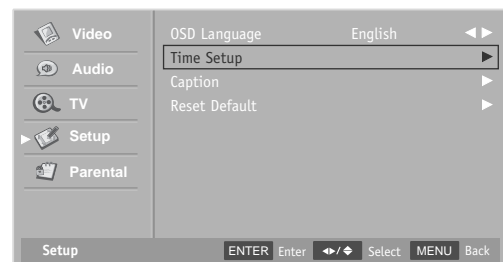 Video
Audio
TV
Setup
Parental
OSD Language English
Time Setup
Caption
Reset Default
Setup ENTER Enter / Select MENU Back